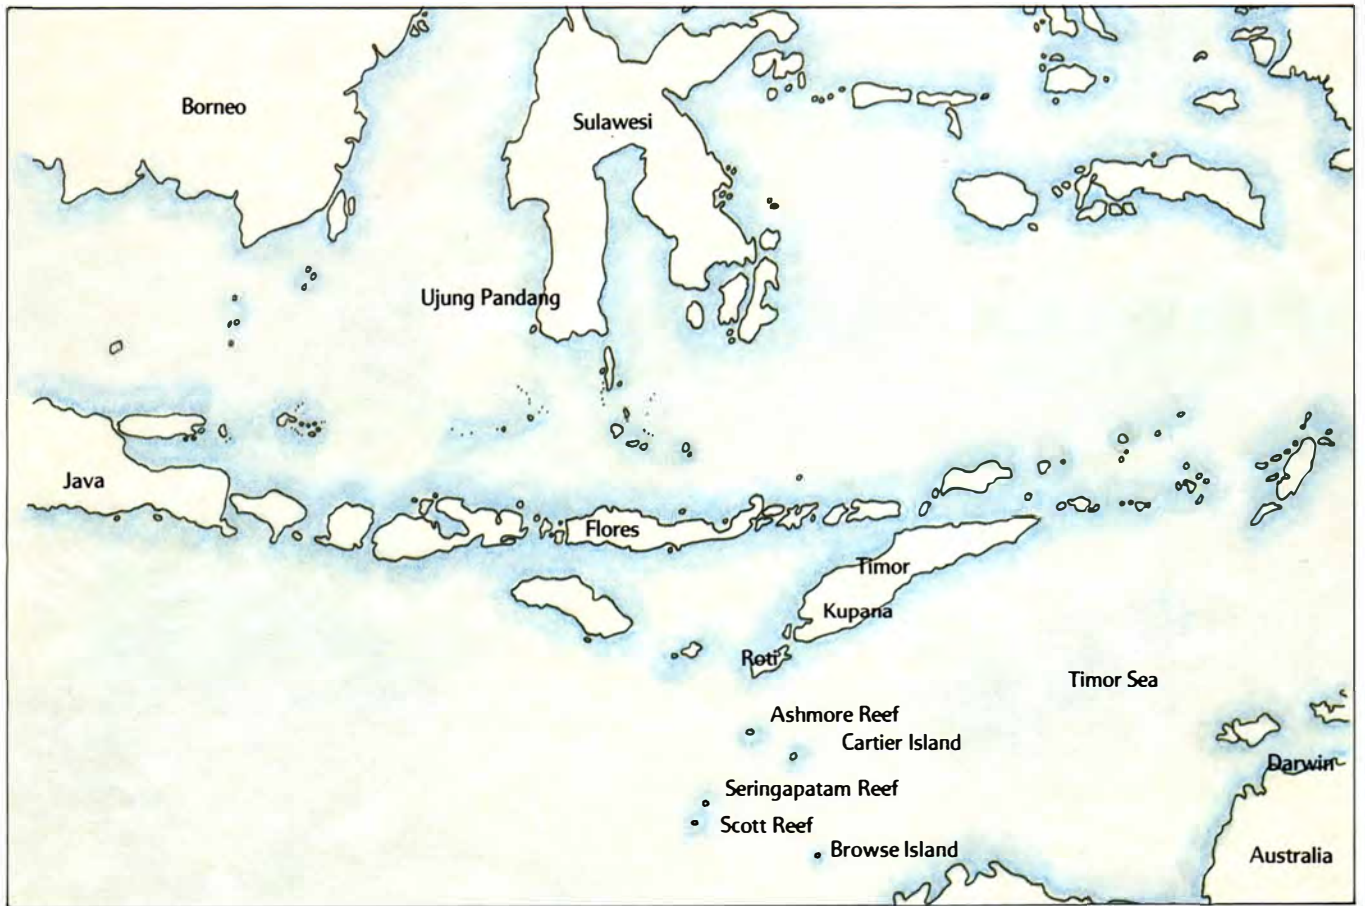 Borneo
Sulawesi
Ujung Pandang
Java
Flores
Timor
Kupana
Roti
Timor Sea
Ashmore Reef
Cartier Island
Darwin
Seringapatam Reef
Scott Reef
Browse Island
Australia